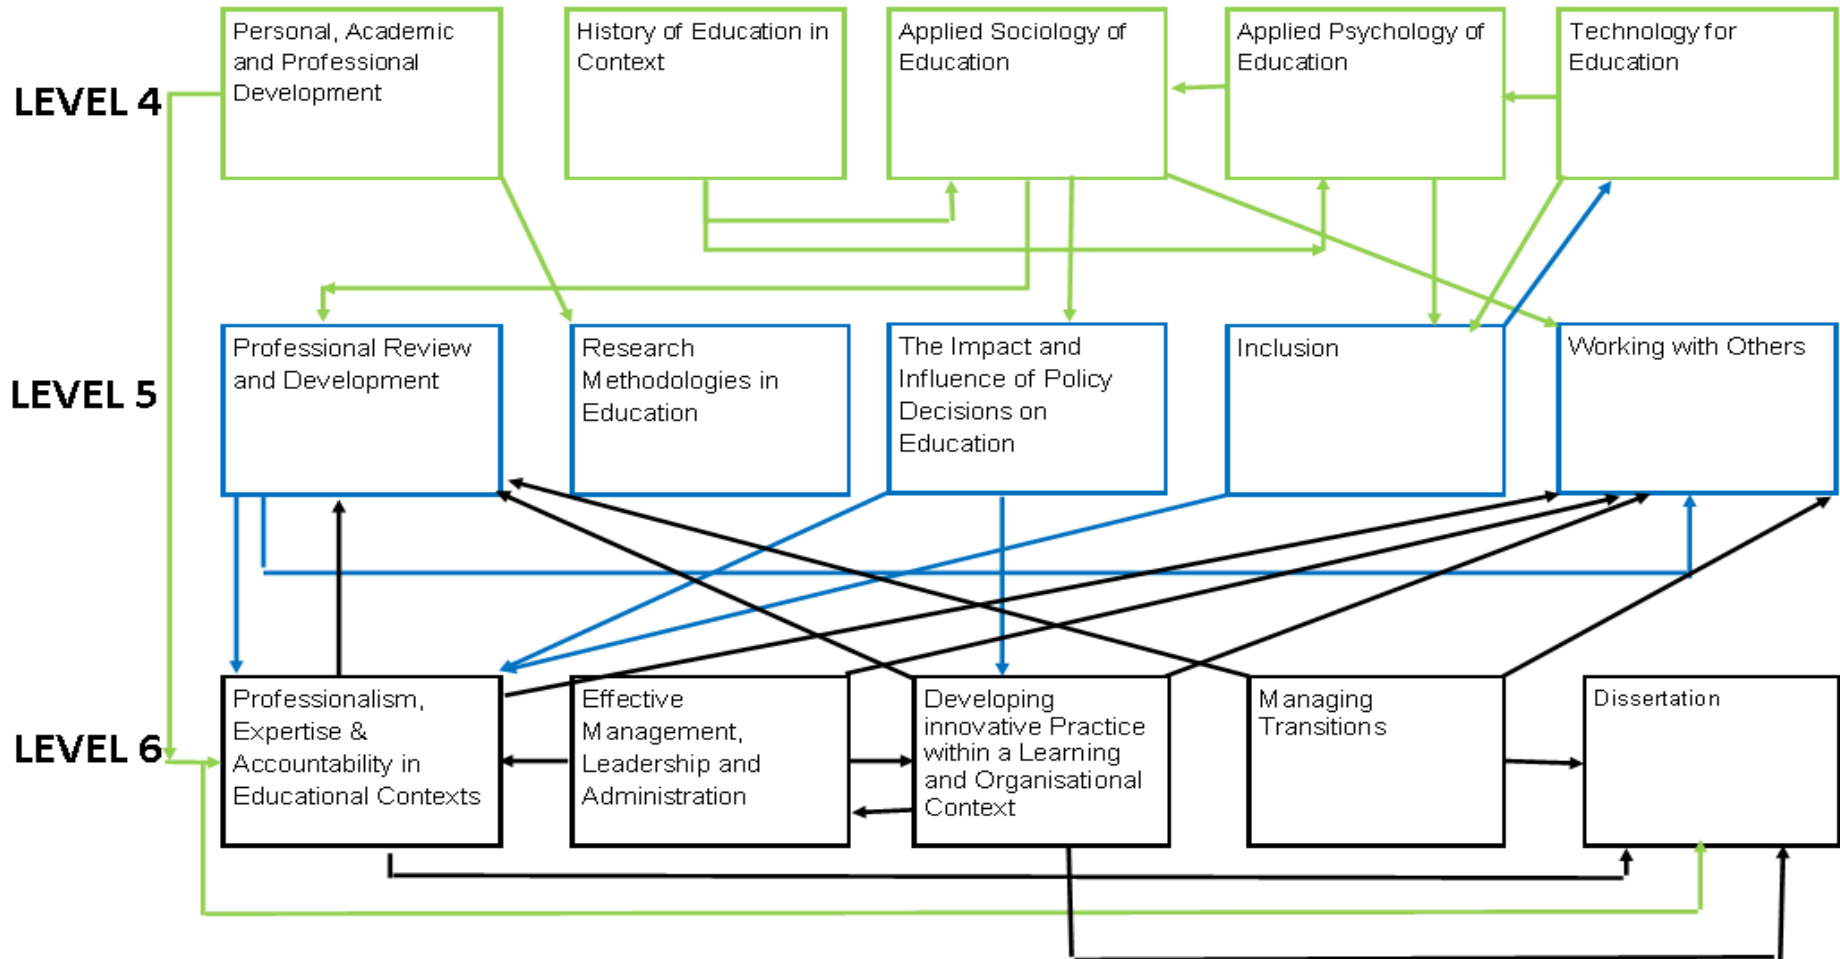 LEVEL 4
Personal, Academic
and Professional
Development
History of Education in
Context
Applied Sociology of
Education
Applied Psychology of
Education
Technology for
Education
LEVEL 5
Professional Review
and Development
Research
Methodologies in
Education
The Impact and
Influence of Policy
Decisions on
Education
Inclusion
Working with Others
LEVEL 6
Professionalism,
Expertise &
Accountability in
Educational Contexts
Effective
Management,
Leadership and
Administration
Developing
innovative Practice
within a Learning
and Organisational
Context
Managing
Transitions
Dissertation